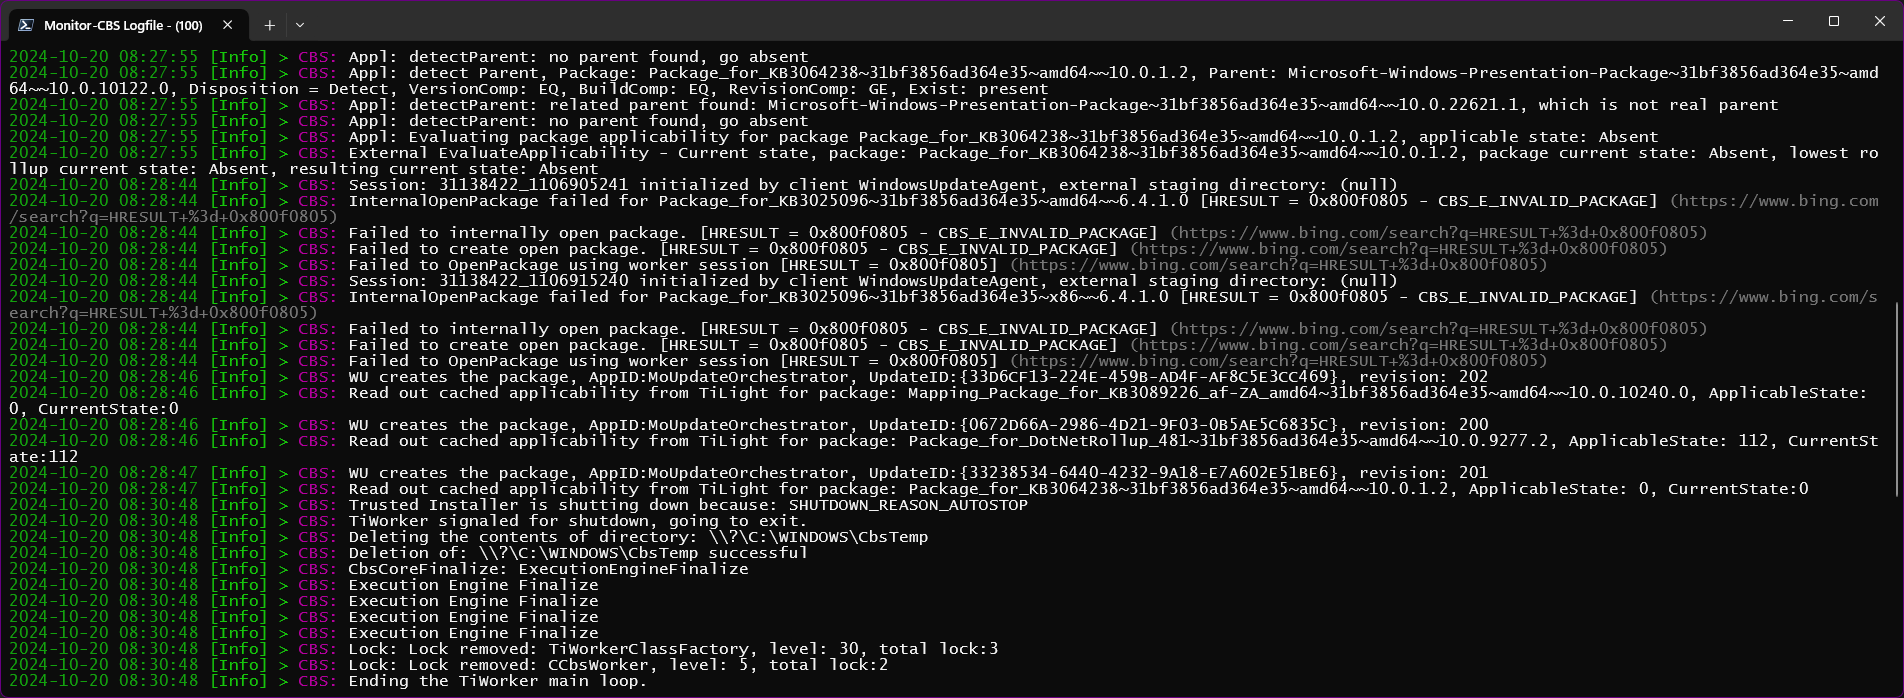 Monitor-CBS Logfile - (100)
2024-10-20 08:27:55 [Info] > CBS: Appl: detectParent: no parent found, go absent
2024-10-20 08:27:55 [Info] > CBS: Appl: detect Parent, Package: Package_for_KB3064238~31bf3856ad364e35~amd64~~10.0.1.2, Parent: Microsoft-Windows-Presentation-Package~31bf3856ad364e35~amd
64~~10.0.10122.0, Disposition = Detect, VersionComp: EQ, BuildComp: EQ, RevisionComp: GE, Exist: present
2024-10-20 08:27:55 [Info] > CBS: Appl: detectParent: related parent found: Microsoft-Windows-Presentation-Package~31bf3856ad364e35~amd64~~10.0.22621.1, which is not real parent
2024-10-20 08:27:55 [Info] > CBS: Appl: detectParent: no parent found, go absent
2024-10-20 08:27:55 [Info] > CBS: Appl: Evaluating package applicability for package Package_for_KB3064238~31bf3856ad364e35~amd64~~10.0.1.2, applicable state: Absent
2024-10-20 08:27:55 [Info] > CBS: External EvaluateApplicability - Current state, package: Package_for_KB3064238~31bf3856ad364e35~amd64~~10.0.1.2, package current state: Absent, lowest ro
llup current state: Absent, resulting current state: Absent
2024-10-20 08:28:44 [Info] > CBS: Session: 31138422_1106905241 initialized by client WindowsUpdateAgent, external staging directory: (null)
2024-10-20 08:28:44 [Info] > CBS: InternalOpenPackage failed for Package_for_KB3025096~31bf3856ad364e35~amd64~~6.4.1.0 [HRESULT = 0x800f0805 - CBS_E_INVALID_PACKAGE] (https://www.bing.com
/search?q=HRESULT+%3d+0x800f0805)
2024-10-20 08:28:44 [Info] > CBS: Failed to internally open package. [HRESULT = 0x800f0805 - CBS_E_INVALID_PACKAGE] (https://www.bing.com/search?q=HRESULT+%3d+0x800f0805)
2024-10-20 08:28:44 [Info] > CBS: Failed to create open package. [HRESULT = 0x800f0805 - CBS_E_INVALID_PACKAGE] (https://www.bing.com/search?q=HRESULT+%3d+0x800f0805)
2024-10-20 08:28:44 [Info] > CBS: Failed to OpenPackage using worker session [HRESULT = 0x800f0805] (https://www.bing.com/search?q=HRESULT+%3d+0x800f0805)
2024-10-20 08:28:44 [Info] > CBS: Session: 31138422_1106915240 initialized by client WindowsUpdateAgent, external staging directory: (null)
2024-10-20 08:28:44 [Info] > CBS: InternalOpenPackage failed for Package_for_KB3025096~31bf3856ad364e35~x86~~6.4.1.0 [HRESULT = 0x800f0805 - CBS_E_INVALID_PACKAGE] (https://www.bing.com/s
earch?q=HRESULT+%3d+0x800f0805)
2024-10-20 08:28:44 [Info] > CBS: Failed to internally open package. [HRESULT = 0x800f0805 - CBS_E_INVALID_PACKAGE] (https://www.bing.com/search?q=HRESULT+%3d+0x800f0805)
2024-10-20 08:28:44 [Info] > CBS: Failed to create open package. [HRESULT = 0x800f0805 - CBS_E_INVALID_PACKAGE] (https://www.bing.com/search?q=HRESULT+%3d+0x800f0805)
2024-10-20 08:28:44 [Info] > CBS: Failed to OpenPackage using worker session [HRESULT = 0x800f0805] (https://www.bing.com/search?q=HRESULT+%3d+0x800f0805)
2024-10-20 08:28:46 [Info] > CBS: WU creates the package, AppID:MoUpdateOrchestrator, UpdateID:{33D6CF13-224E-459B-AD4F-AF8C5E3CC469}, revision: 202
2024-10-20 08:28:46 [Info] > CBS: Read out cached applicability from TiLight for package: Mapping_Package_for_KB3089226_af-ZA_amd64~31bf3856ad364e35~amd64~~10.0.10240.0, ApplicableState:
0, CurrentState:0
2024-10-20 08:28:46 [Info] > CBS: WU creates the package, AppID:MoUpdateOrchestrator, UpdateID:{0672D66A-2986-4D21-9F03-0B5AE5C6835C}, revision: 200
2024-10-20 08:28:46 [Info] > CBS: Read out cached applicability from TiLight for package: Package_for_DotNetRollup_481~31bf3856ad364e35~amd64~~10.0.9277.2, ApplicableState: 112, CurrentSt
ate:112
2024-10-20 08:28:47 [Info] > CBS: WU creates the package, AppID:MoUpdateOrchestrator, UpdateID:{33238534-6440-4232-9A18-E7A602E51BE6}, revision: 201
2024-10-20 08:28:47 [Info] > CBS: Read out cached applicability from TiLight for package: Package_for_KB3064238~31bf3856ad364e35~amd64~~10.0.1.2, ApplicableState: 0, CurrentState:0
2024-10-20 08:30:48 [Info] > CBS: Trusted Installer is shutting down because: SHUTDOWN_REASON_AUTOSTOP
2024-10-20 08:30:48 [Info] > CBS: TiWorker signaled for shutdown, going to exit.
2024-10-20 08:30:48 [Info] > CBS: Deleting the contents of directory: \\?\C:\WINDOWS\CbsTemp
2024-10-20 08:30:48 [Info] > CBS: Deletion of: \\?\C:\WINDOWS\CbsTemp successful
2024-10-20 08:30:48 [Info] > CBS: CbsCoreFinalize: ExecutionEngineFinalize
2024-10-20 08:30:48 [Info] > CBS: Execution Engine Finalize
2024-10-20 08:30:48 [Info] > CBS: Execution Engine Finalize
2024-10-20 08:30:48 [Info] > CBS: Execution Engine Finalize
2024-10-20 08:30:48 [Info] > CBS: Execution Engine Finalize
2024-10-20 08:30:48 [Info] > CBS: Lock: Lock removed: TiWorkerClassFactory, level: 30, total lock:3
2024-10-20 08:30:48 [Info] > CBS: Lock: Lock removed: CCbsWorker, level: 5, total lock:2
2024-10-20 08:30:48 [Info] > CBS: Ending the TiWorker main loop.